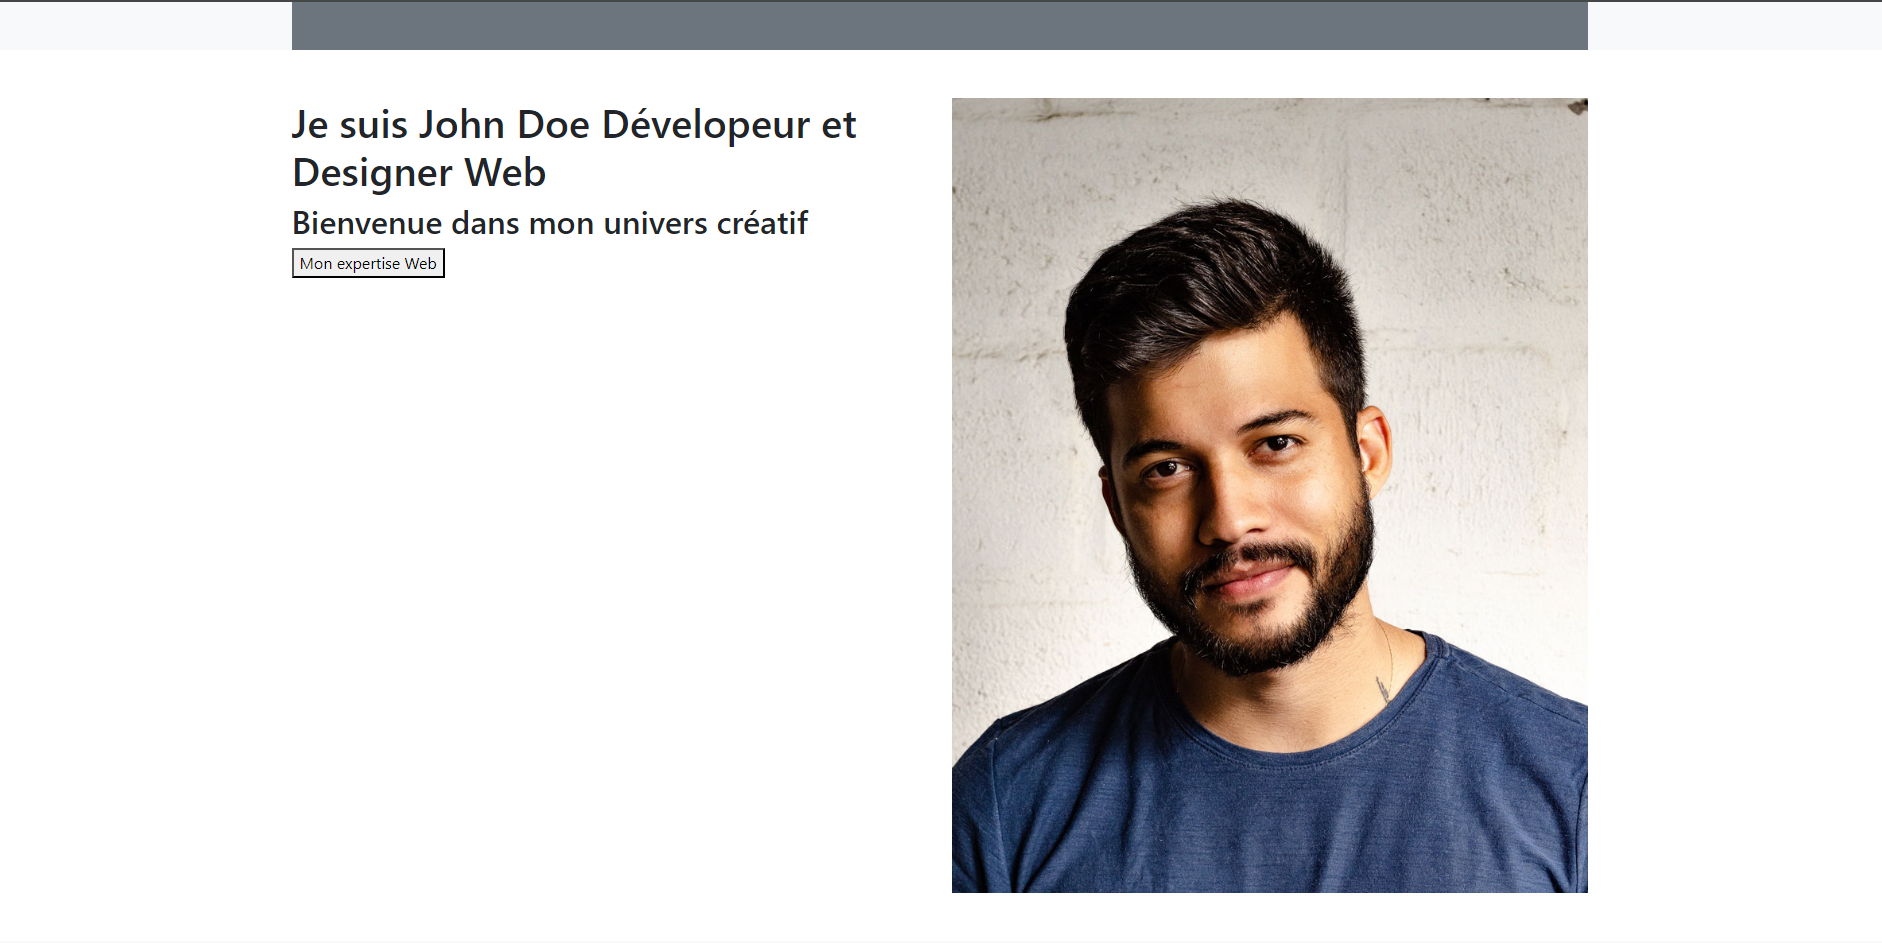 Je suis John Doe Dévelopeur et
Designer Web
Bienvenue dans mon univers créatif
Mon expertise Web